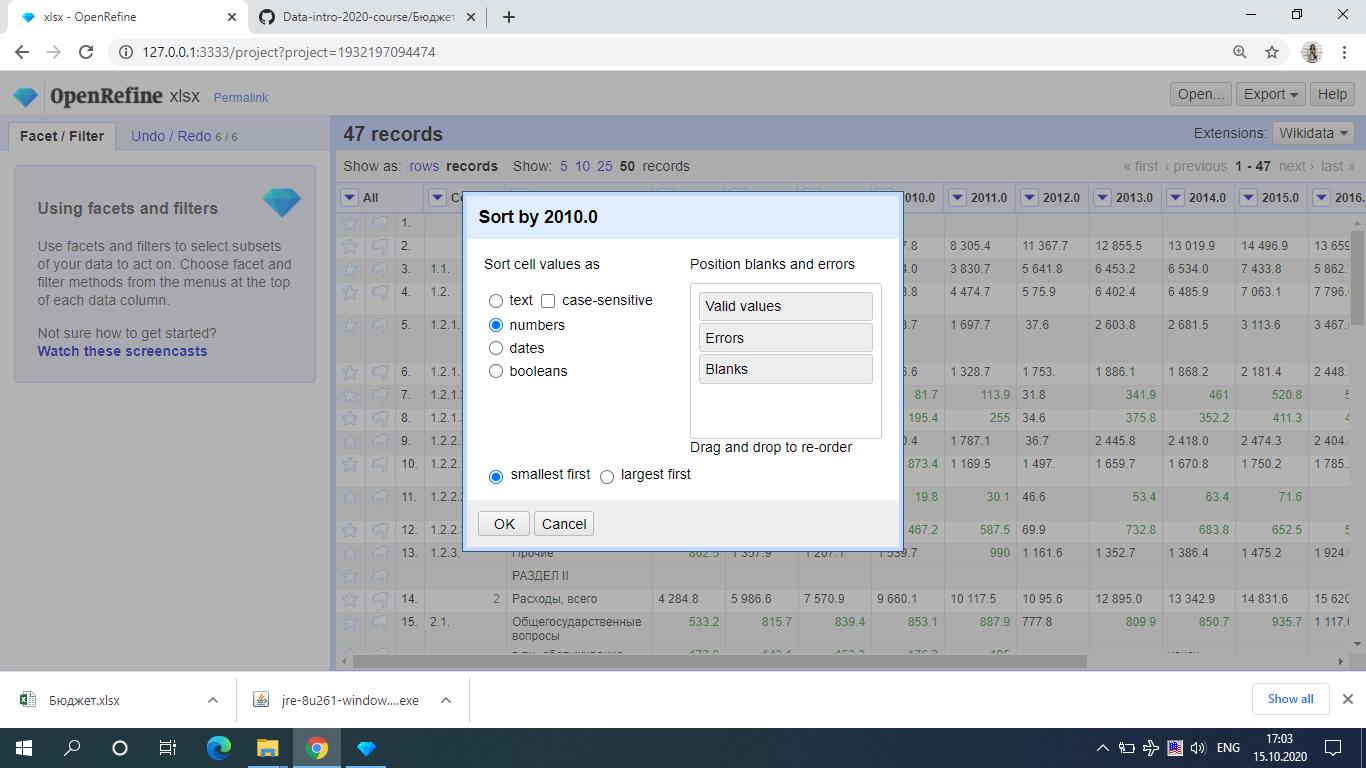 xlsx - OpenRefine
Data-intro-2020-course/Бюджет.
127.0.0.1:3333/project?project=1932197094474
OpenRefine xlsx Permalink
Open... Export Help
Facet / Filter Undo / Redo 6 / 6
47 records
Extensions: Wikidata
Show as: rows records Show: 5 10 25 50 records
« first ‹ previous 1 - 47 next › last »
Using facets and filters
Use facets and filters to select subsets
of your data to act on. Choose facet and
filter methods from the menus at the top
of each data column.
Not sure how to get started?
Watch these screencasts
All 2011.0 2012.0 2013.0 2014.0 2015.0 2016.
1.
2. 8 305.4 11 367.7 12 855.5 13 019.9 14 496.9 13 659
3. 1.1. 3 830.7 5 641.8 6 453.2 6 534.0 7 433.8 5 862.
4. 1.2. 4 474.7 5 75.9 6 402.4 6 485.9 7 063.1 7 796.
5. 1.2.1. 1 697.7 37.6 2 603.8 2 681.5 3 113.6 3 467.
6. 1.2.1. 1 328.7 1 753. 1 886.1 1 868.2 2 181.4 2 448.
7. 1.2.1. 81.7 113.9 31.8 341.9 461 520.8 5
8. 1.2.1. 195.4 255 34.6 375.8 352.2 411.3
9. 1.2.2. 1 787.1 36.7 2 445.8 2 418.0 2 474.3 2 404.
10. 1.2.2. 873.4 1 169.5 1 497. 1 659.7 1 670.8 1 750.2 1 785.
11. 1.2.2. 19.8 30.1 46.6 53.4 63.4 71.6
12. 1.2.2. 467.2 587.5 69.9 732.8 683.8 652.5 5
13. 1.2.3. Прочие 862.5 1 357.9 1 207.1 1 539.7 990 1 161.6 1 352.7 1 386.4 1 475.2 1 924.
РАЗДЕЛ II
14. 2 Расходы, всего 4 284.8 5 986.6 7 570.9 9 660.1 10 117.5 10 95.6 12 895.0 13 342.9 14 831.6 15 620
15. 2.1. Общегосударственные 533.2 815.7 839.4 853.1 887.9 777.8 809.9 850.7 935.7 1 117.
вопросы
Sort by 2010.0
Sort cell values as
text case-sensitive
numbers
dates
booleans
Position blanks and errors
Valid values
Errors
Blanks
Drag and drop to re-order
smallest first largest first
OK Cancel
Бюджет.xlsx
jre-8u261-window....exe
Show all
ENG
17:03
15.10.2020